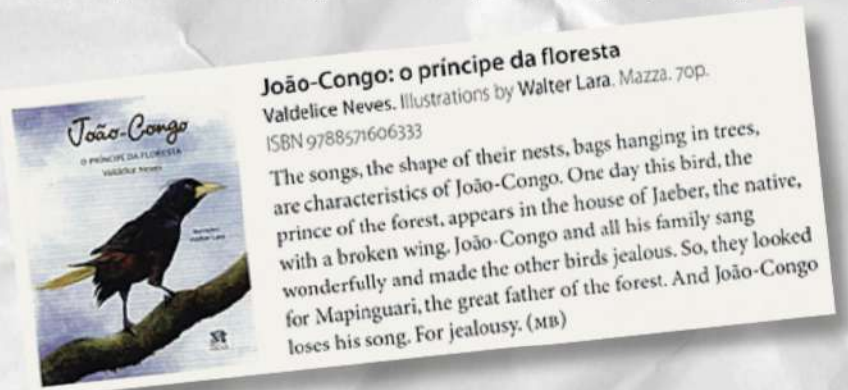 João-Congo
O PRÍNCIPE DA FLORESTA
Valdelice Neves
Walter Lara
João-Congo: o príncipe da floresta
Valdelice Neves. Illustrations by Walter Lara. Mazza. 70p.
ISBN 9788571606333
The songs, the shape of their nests, bags hanging in trees,
are characteristics of João-Congo. One day this bird, the
prince of the forest, appears in the house of Jaeber, the native,
with a broken wing. João-Congo and all his family sang
wonderfully and made the other birds jealous. So, they looked
for Mapinguari, the great father of the forest. And João-Congo
loses his song. For jealousy. (MB)